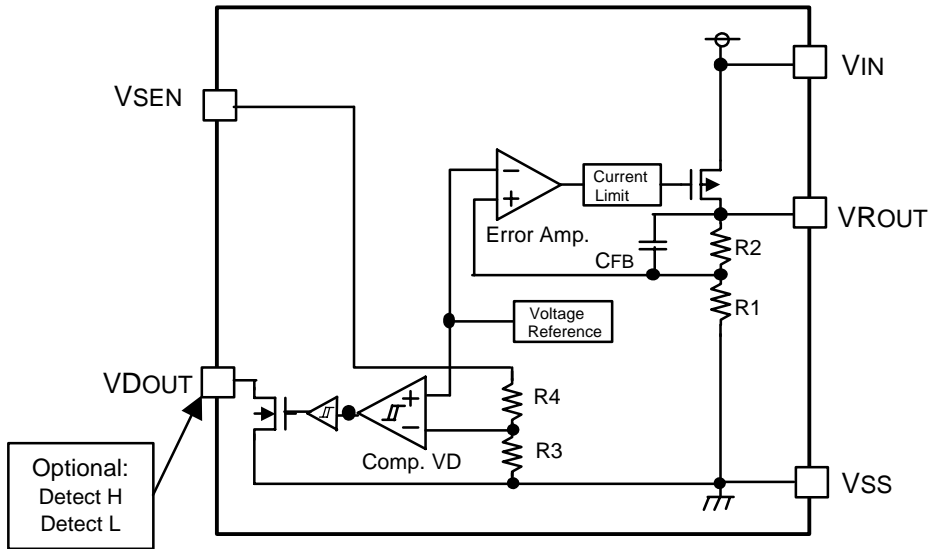 VIN
VSEN
Current
Limit
−
+
Error Amp.
VROUT
CFB
R2
R1
Voltage
Reference
VDOUT
+
−
R4
R3
Comp. VD
Optional:
Detect H
Detect L
VSS